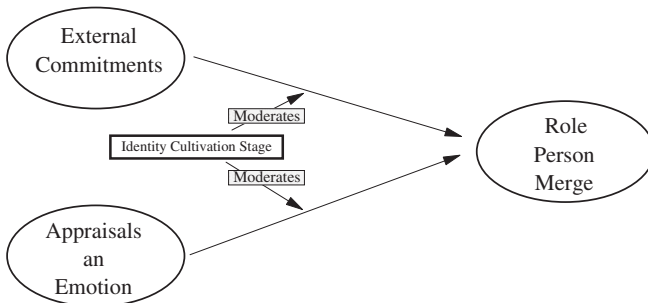 External
Commitments
Moderates
Identity Cultivation Stage
Moderates
Role
Person
Merge
Appraisals
an
Emotion